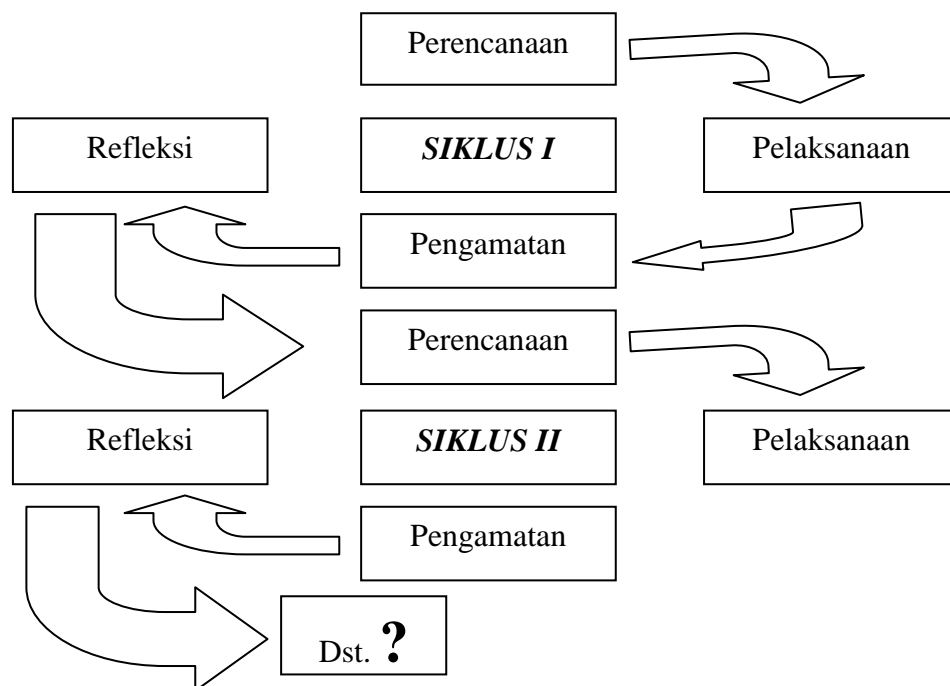 Perencanaan
Refleksi
SIKLUS I
Pelaksanaan
Pengamatan
Perencanaan
Refleksi
SIKLUS II
Pelaksanaan
Pengamatan
Dst. ?